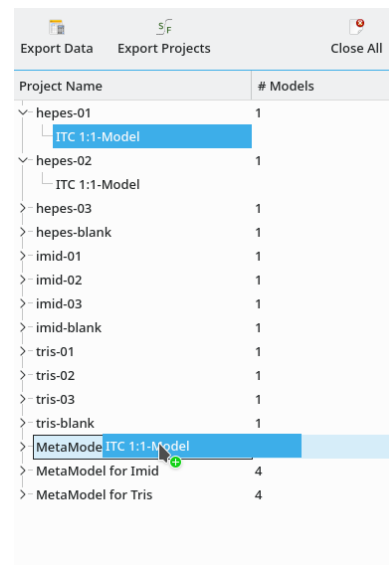 Export Data Export Projects Close All
Project Name # Models
hepes-01 1
ITC 1:1-Model
hepes-02 1
ITC 1:1-Model
hepes-03 1
hepes-blank 1
imid-01 1
imid-02 1
imid-03 1
imid-blank 1
tris-01 1
tris-02 1
tris-03 1
tris-blank 1
MetaMode ITC 1:1-Model
MetaModel for Imid 4
MetaModel for Tris 4